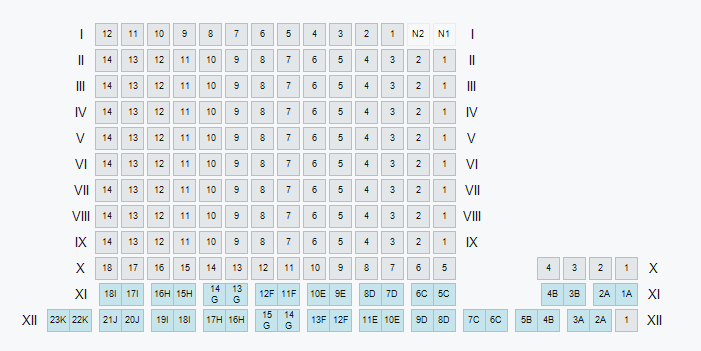 I 12 11 10 9 8 7 6 5 4 3 2 1 N2 N1 I
II 14 13 12 11 10 9 8 7 6 5 4 3 2 1 II
III 14 13 12 11 10 9 8 7 6 5 4 3 2 1 III
IV 14 13 12 11 10 9 8 7 6 5 4 3 2 1 IV
V 14 13 12 11 10 9 8 7 6 5 4 3 2 1 V
VI 14 13 12 11 10 9 8 7 6 5 4 3 2 1 VI
VII 14 13 12 11 10 9 8 7 6 5 4 3 2 1 VII
VIII 14 13 12 11 10 9 8 7 6 5 4 3 2 1 VIII
IX 14 13 12 11 10 9 8 7 6 5 4 3 2 1 IX
X 18 17 16 15 14 13 12 11 10 9 8 7 6 5 4 3 2 1 X
XI 18I 17I 16H 15H 14G 13G 12F 11F 10E 9E 8D 7D 6C 5C 4B 3B 2A 1A XI
XII 23K 22K 21J 20J 19I 18I 17H 16H 15G 14G 13F 12F 11E 10E 9D 8D 7C 6C 5B 4B 3A 2A 1 XII